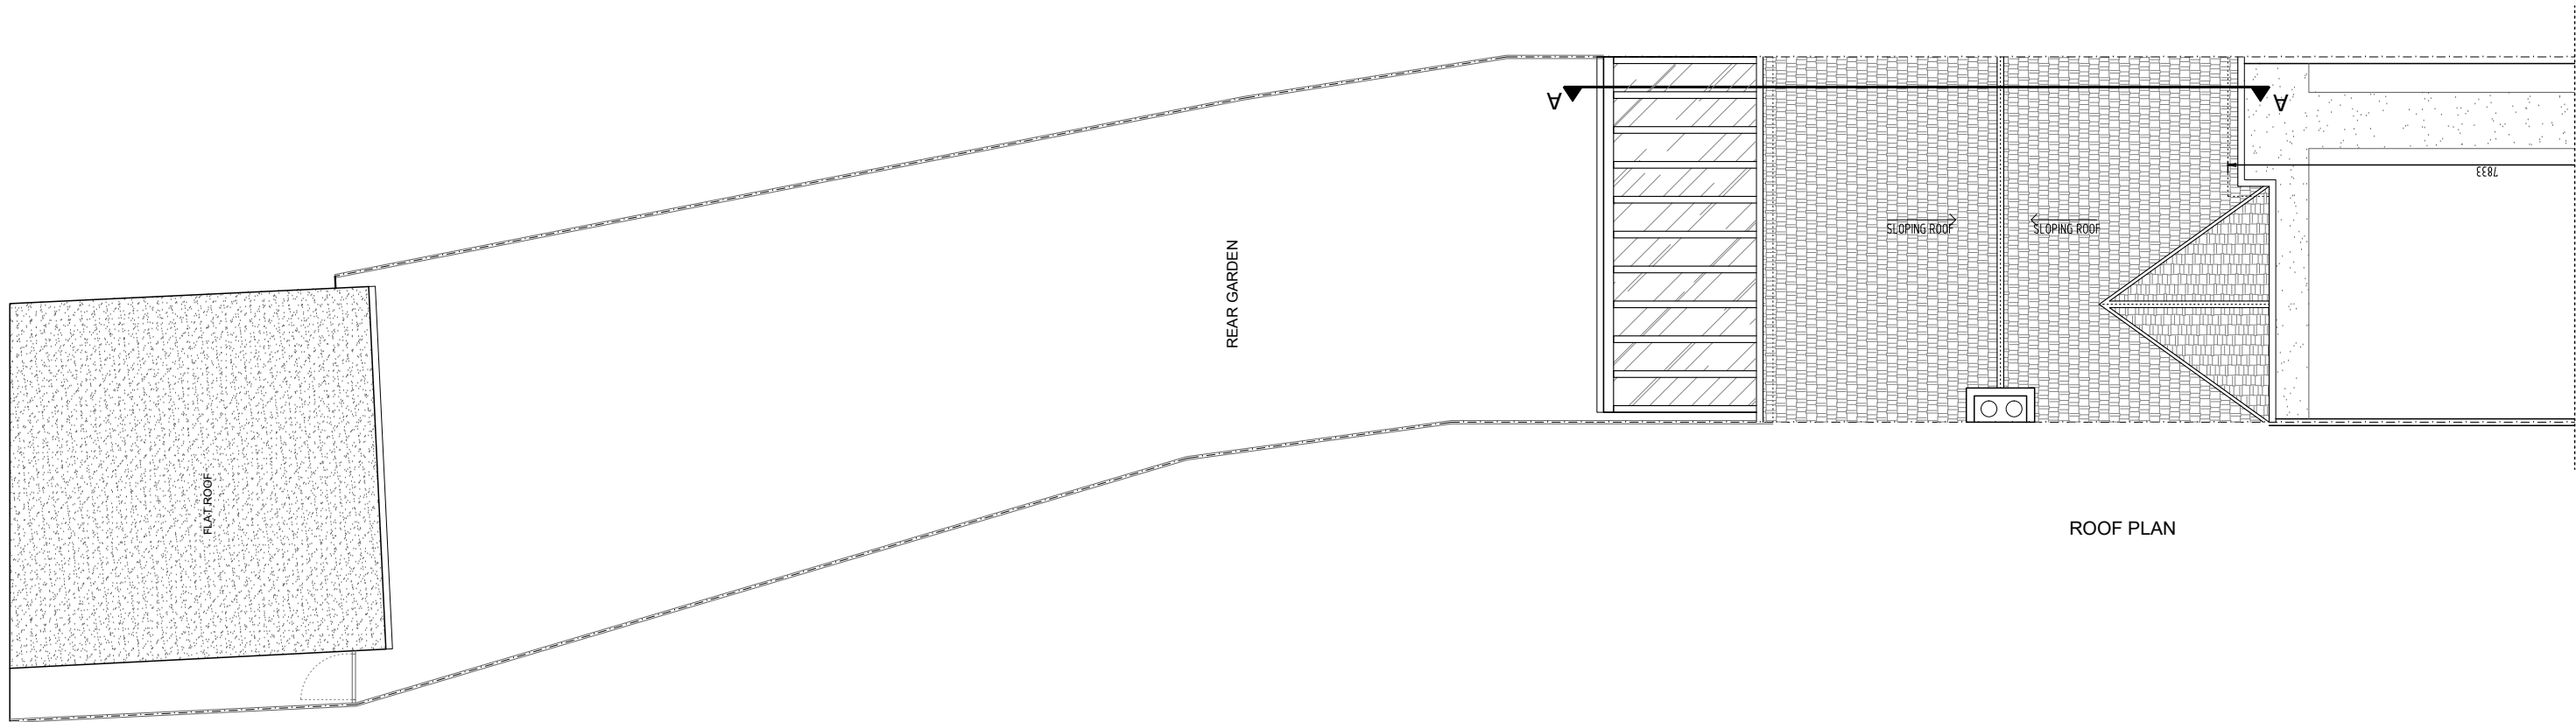 A
A
7833
SLOPING ROOF
SLOPING ROOF
REAR GARDEN
FLAT ROOF
ROOF PLAN